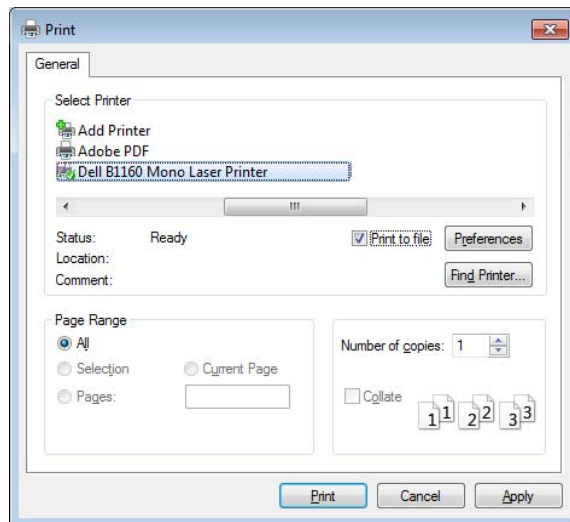 Print
General
Select Printer
Add Printer
Adobe PDF
Dell B1160 Mono Laser Printer
Status: Ready
Print to file
Preferences
Location:
Comment:
Find Printer...
Page Range
All
Selection
Current Page
Pages:
Number of copies: 1
Collate
1 1 2 2 3 3
Print
Cancel
Apply